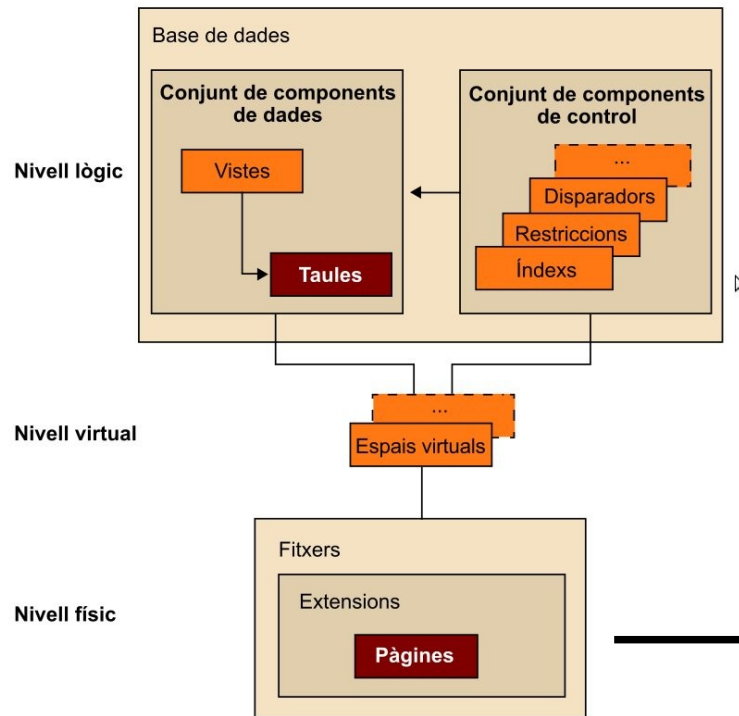 Base de dades
Conjunt de components
de dades
Conjunt de components
de control
Nivell lògic
Vistes
...
Disparadors
Restriccions
Taules
Índexs
Nivell virtual
...
Espais virtuals
Fitxers
Extensions
Nivell físic
Pàgines